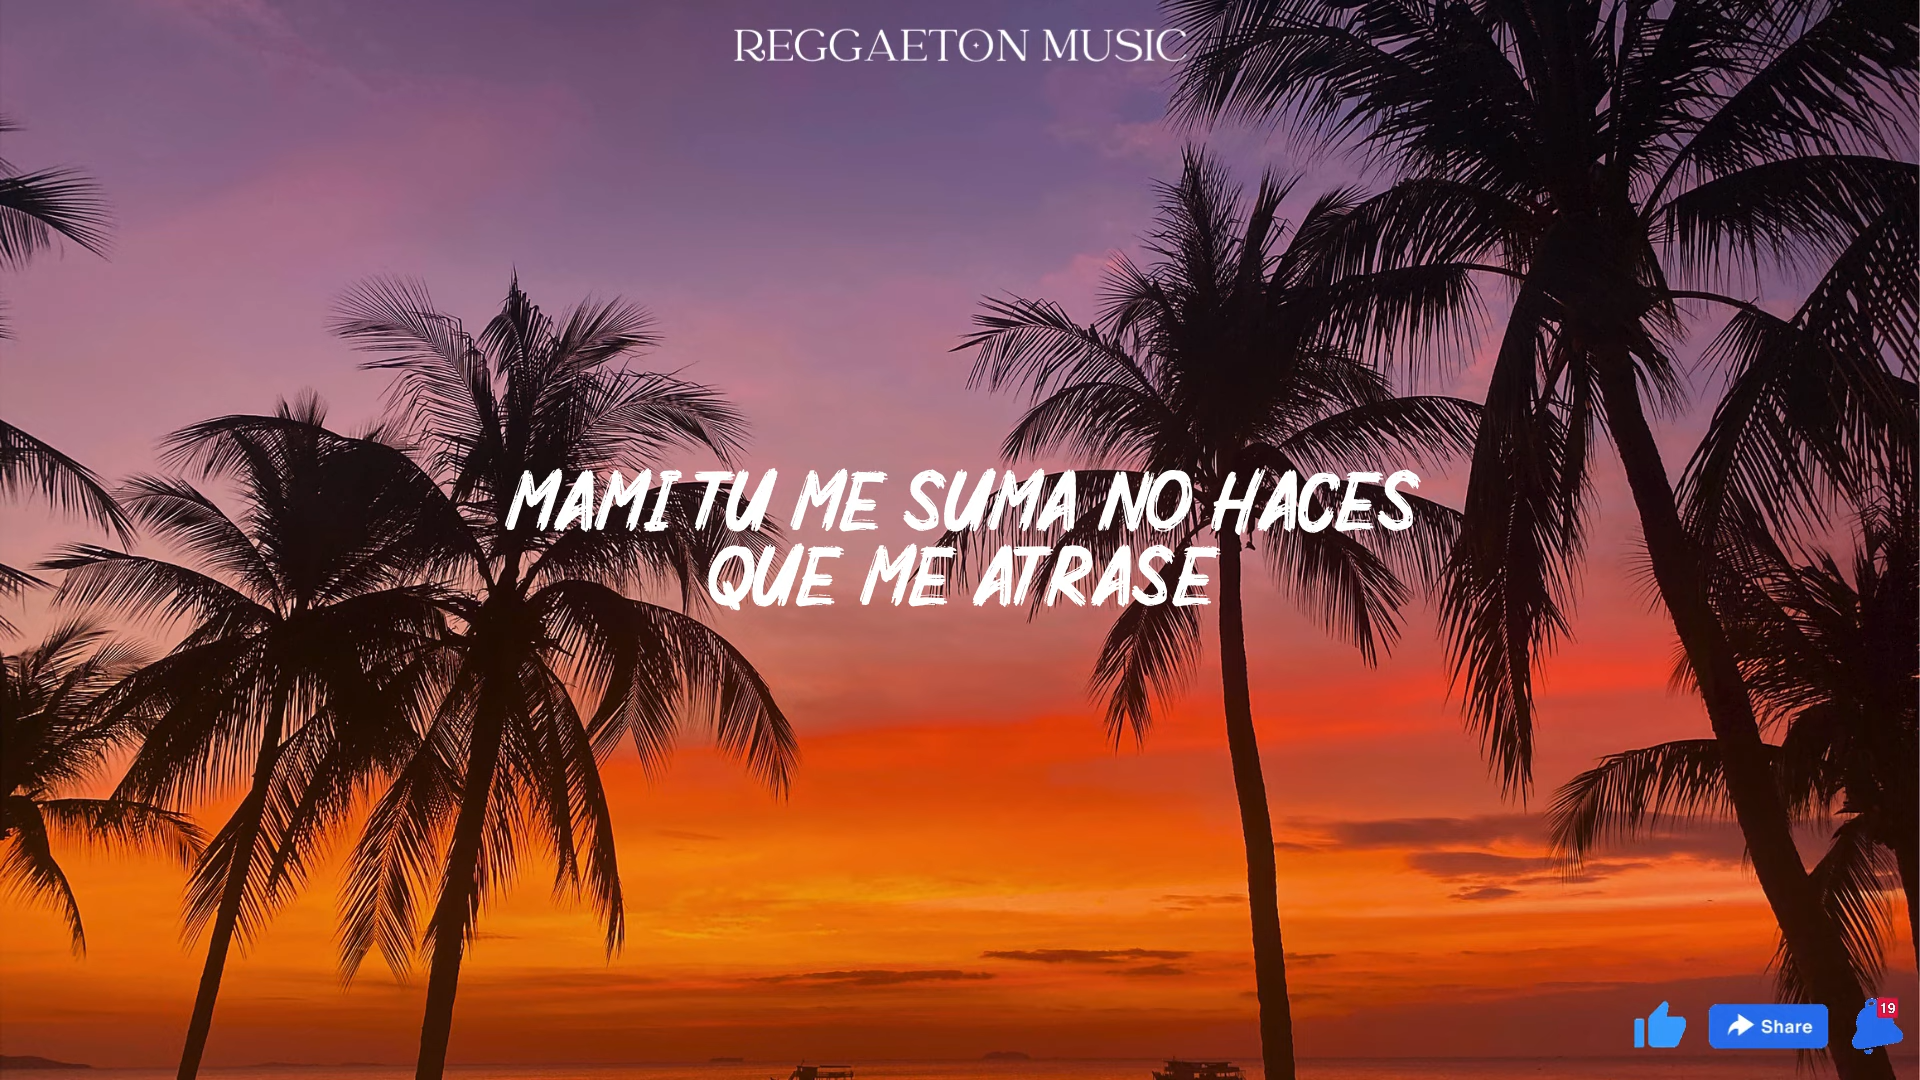 REGGAETON MUSIC
MAMI TU ME SUMA NO HACES
QUE ME ATRASE
19
Share